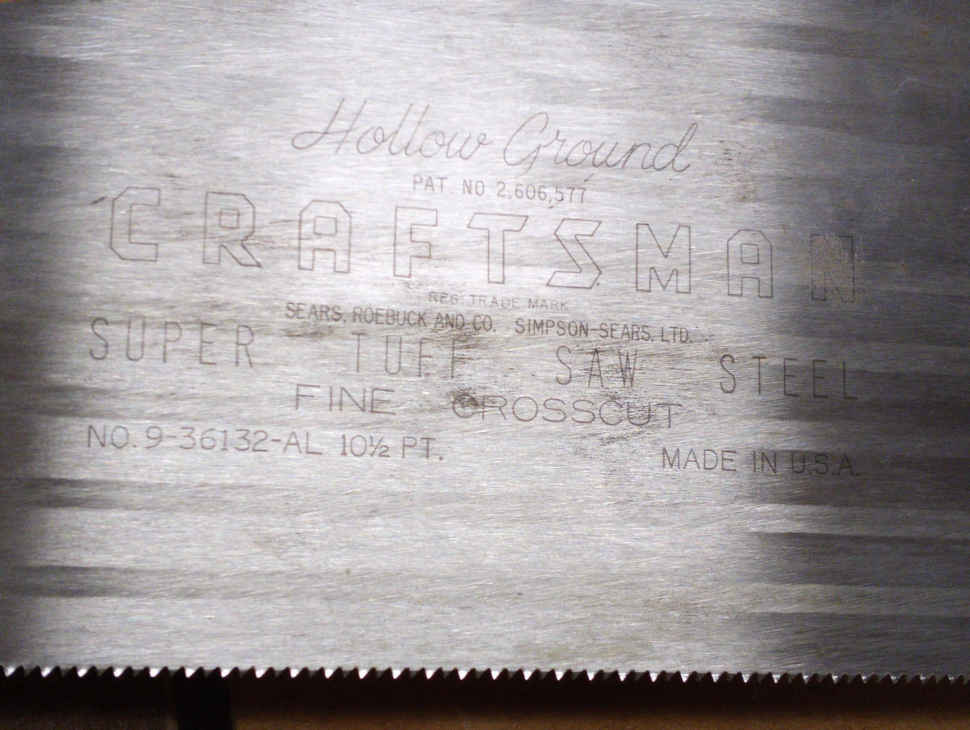 Hollow Ground
PAT NO 2,606,577
CRAFTSMAN
REG. TRADE MARK
SEARS, ROEBUCK AND CO. SIMPSON-SEARS, LTD.
SUPER TUFF SAW STEEL
FINE CROSSCUT
NO. 9-36132-AL 10½ PT.
MADE IN U.S.A.